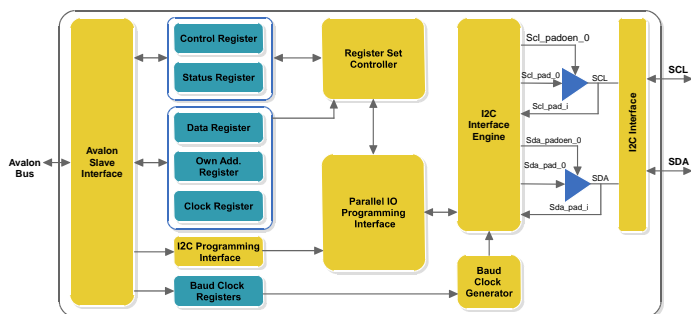 Avalon
Bus
Avalon
Slave
Interface
Control Register
Status Register
Data Register
Own Add.
Register
Clock Register
I2C Programming
Interface
Baud Clock
Registers
Register Set
Controller
Parallel IO
Programming
Interface
I2C
Interface
Engine
Baud
Clock
Generator
Scl_padoen_0
Scl_pad_0
SCL
Scl_pad_i
Sda_padoen_0
Sda_pad_0
SDA
Sda_pad_i
I2C Interface
SCL
SDA